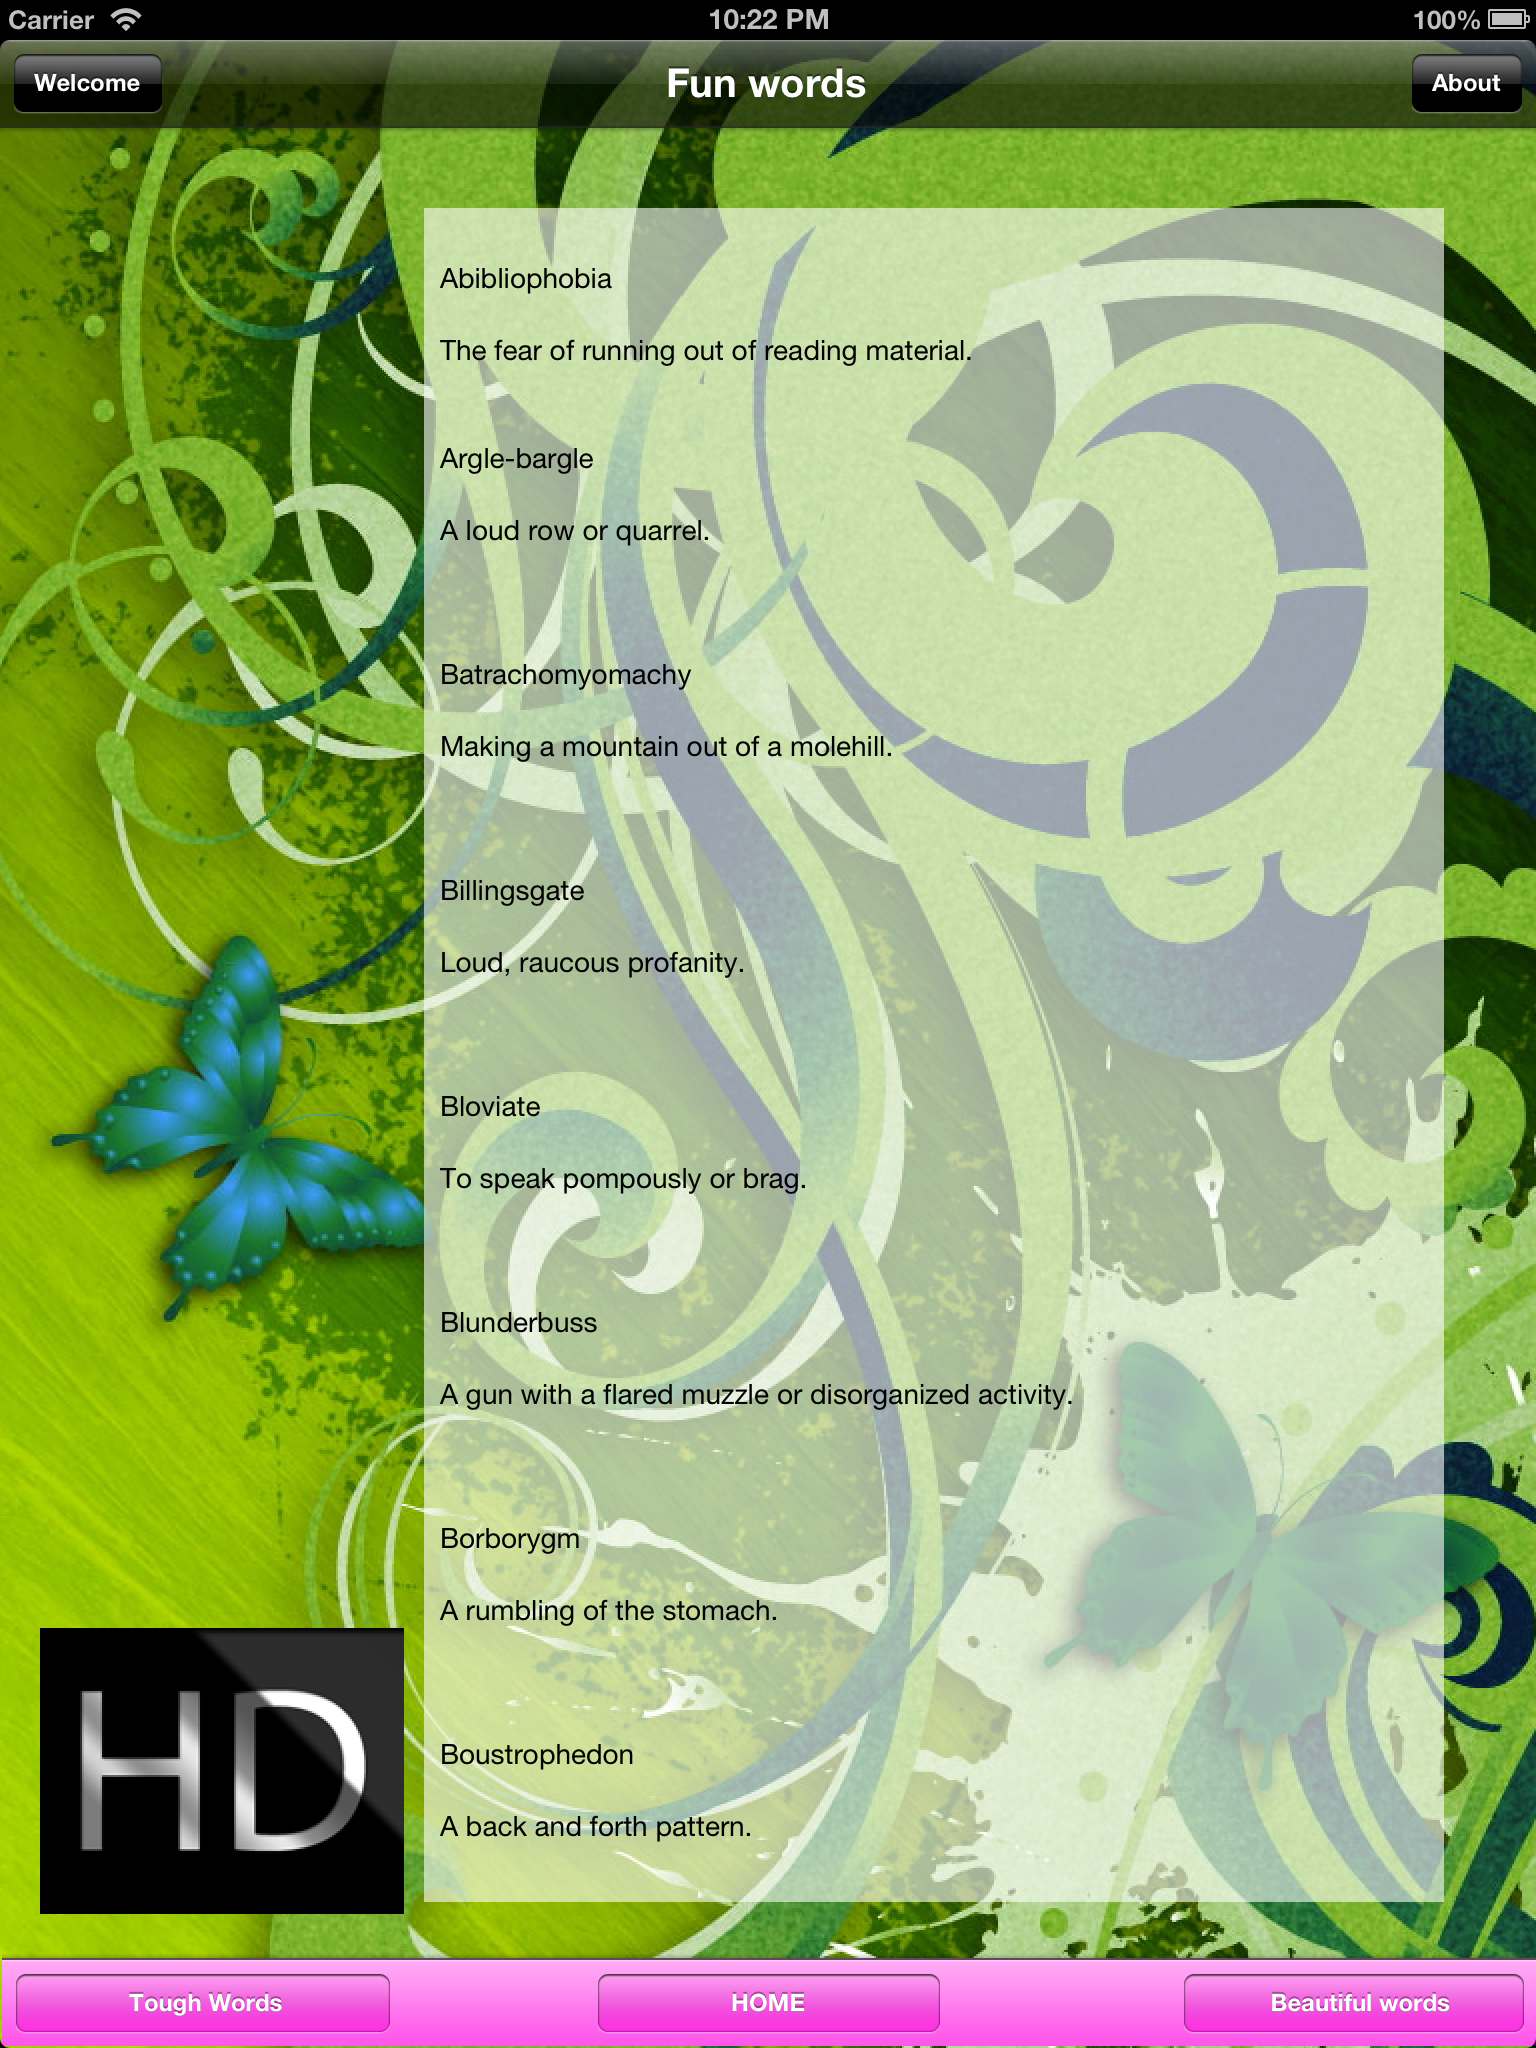 Carrier 10:22 PM 100%
Welcome Fun words About
Abibliophobia
The fear of running out of reading material.
Argle-bargle
A loud row or quarrel.
Batrachomyomachy
Making a mountain out of a molehill.
Billingsgate
Loud, raucous profanity.
Bloviate
To speak pompously or brag.
Blunderbuss
A gun with a flared muzzle or disorganized activity.
Borborygm
A rumbling of the stomach.
Boustrophedon
A back and forth pattern.
HD
Tough Words HOME Beautiful words